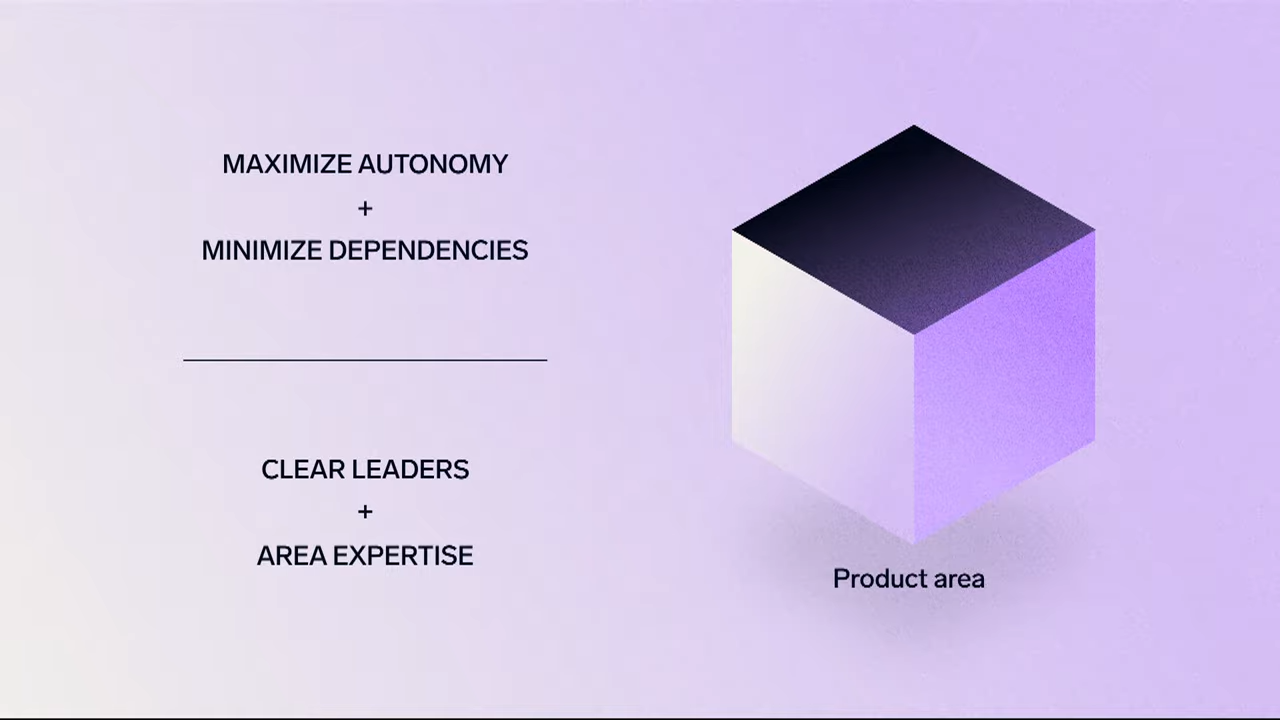 MAXIMIZE AUTONOMY
+
MINIMIZE DEPENDENCIES
CLEAR LEADERS
+
AREA EXPERTISE
Product area